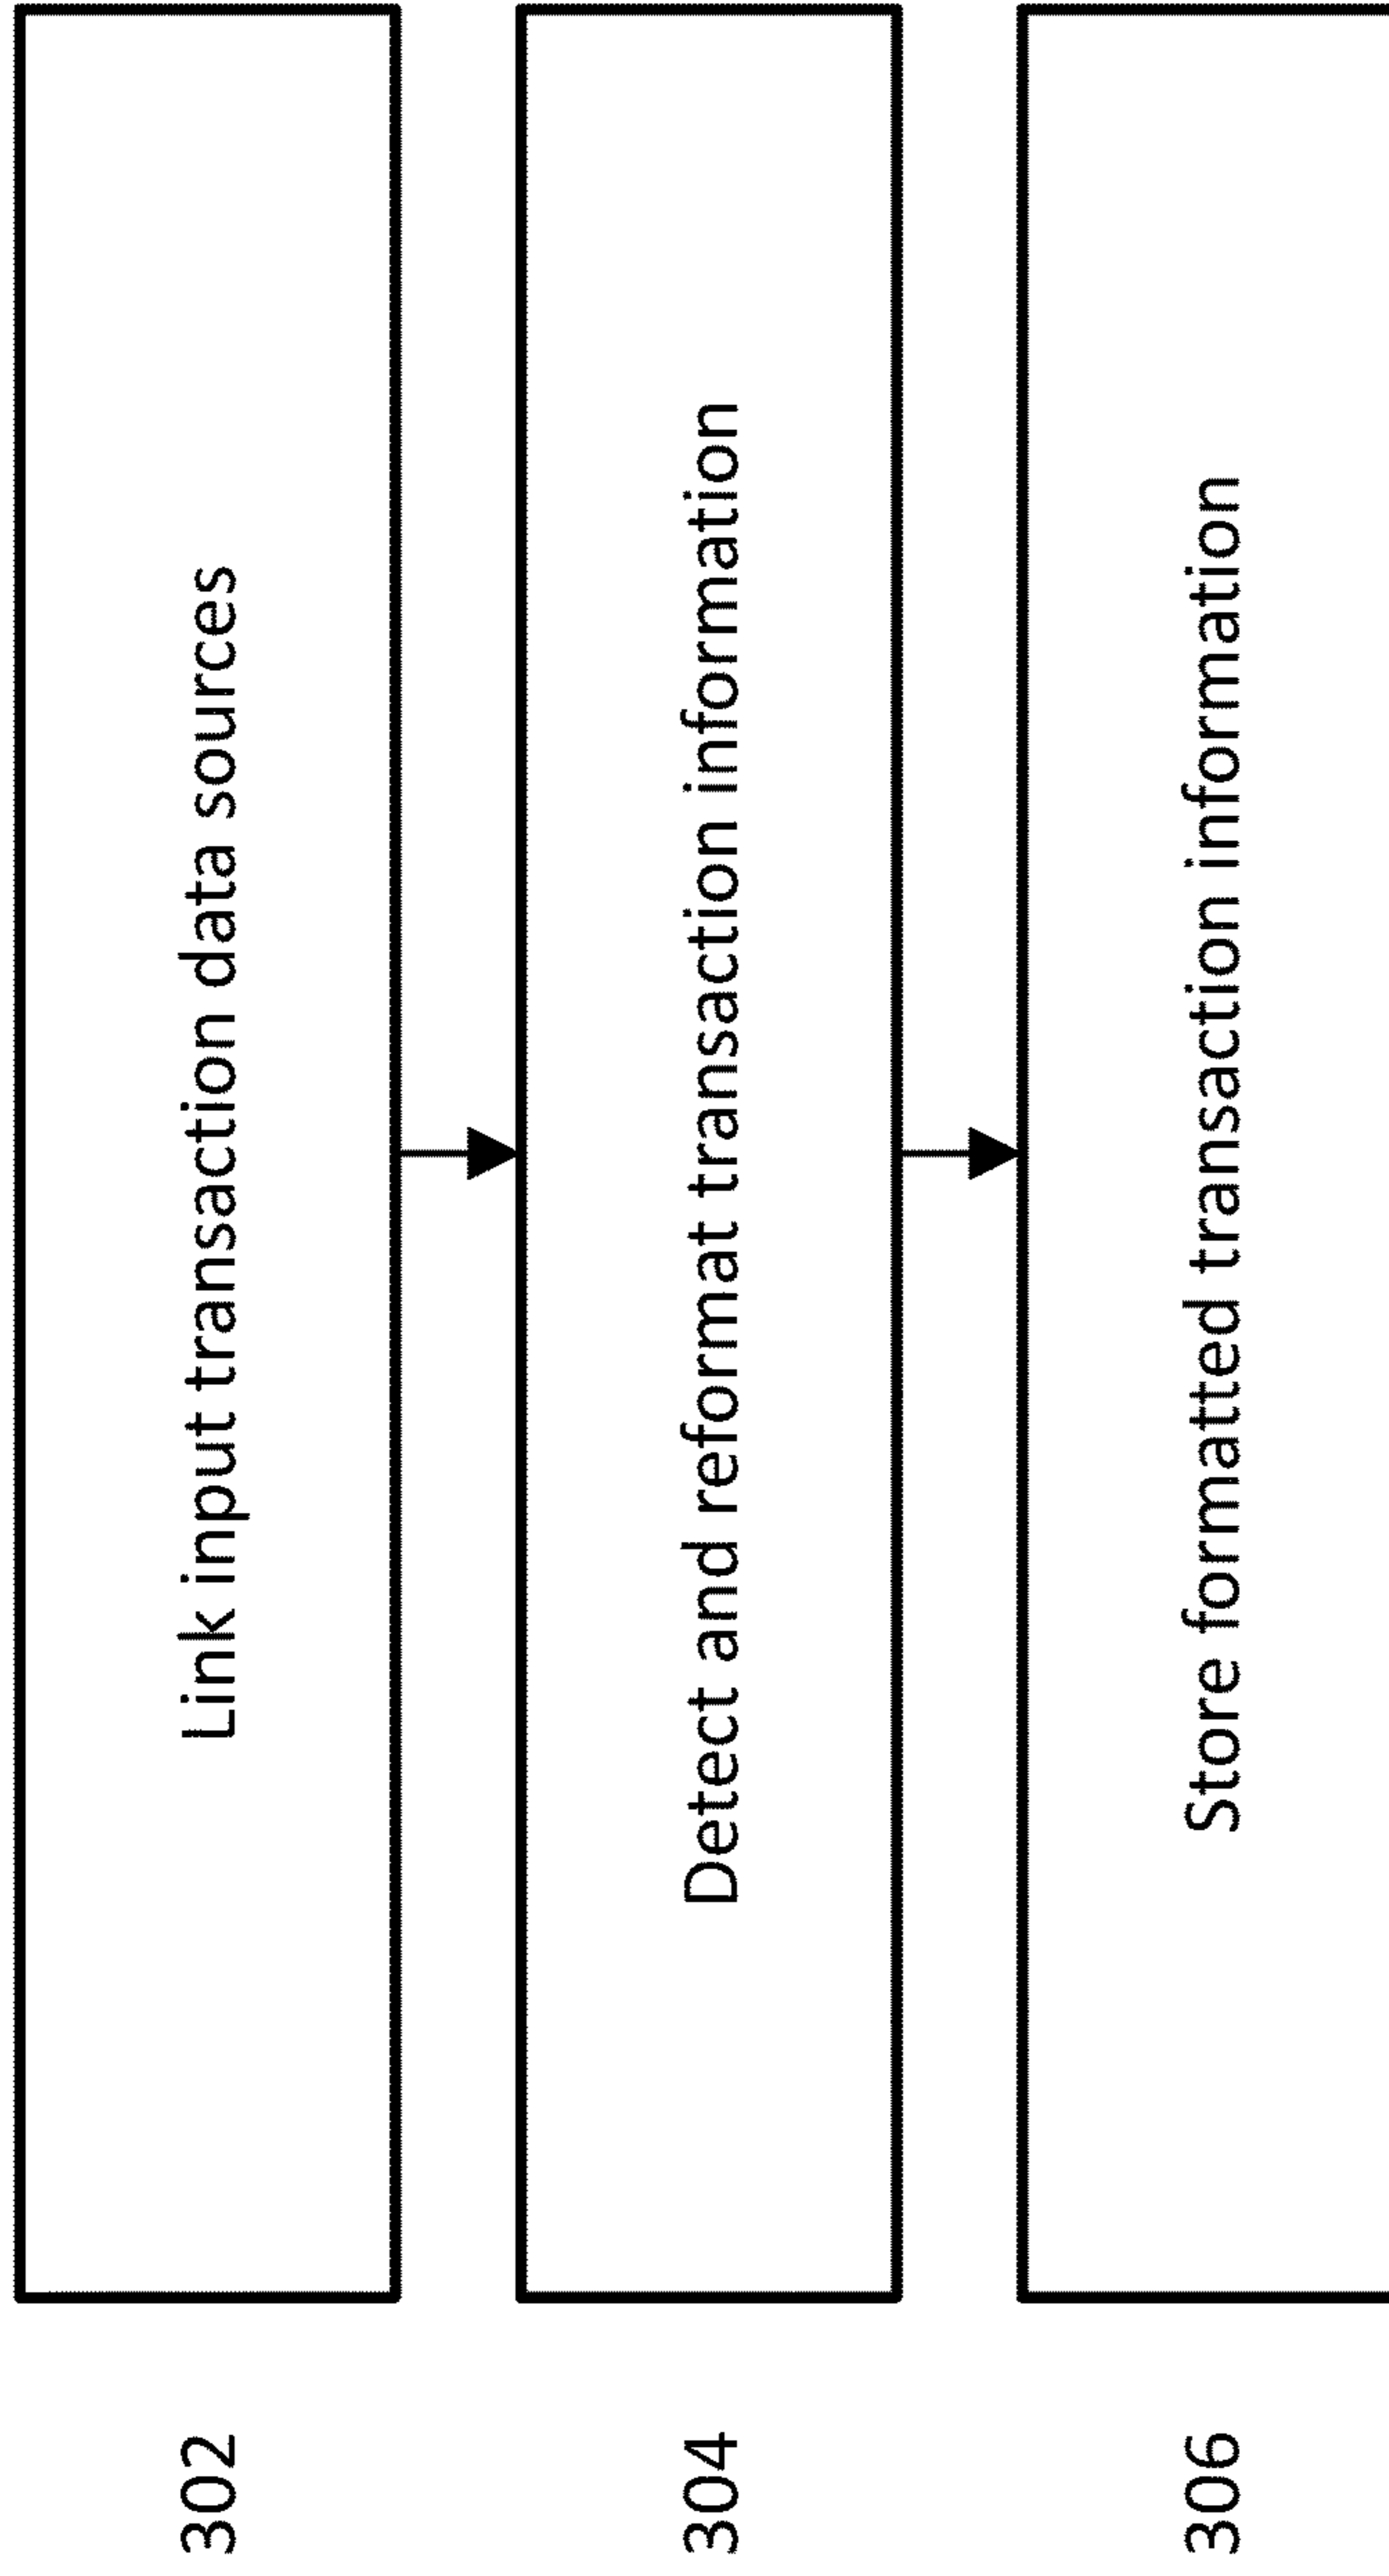 302
Link input transaction data sources
304
Detect and reformat transaction information
306
Store formatted transaction information